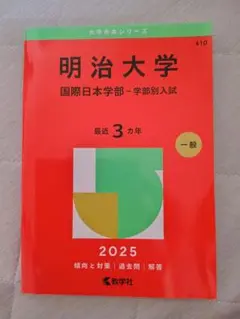 大学赤本シリーズ
410
明治大学
国際日本学部−学部別入試
最近3カ年
一般
2025
傾向と対策｜過去問｜解答
教学社